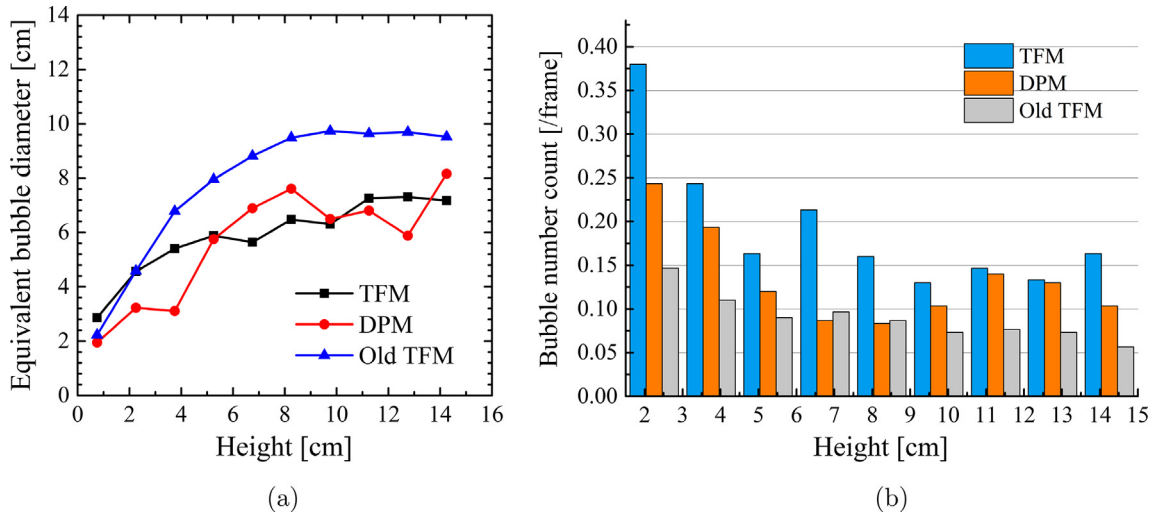 14
12
10
8
6
4
2
0
Equivalent bubble diameter [cm]
TFM
DPM
Old TFM
0 2 4 6 8 10 12 14 16
Height [cm]
(a)
0.40
0.35
0.30
0.25
0.20
0.15
0.10
0.05
0.00
Bubble number count [/frame]
TFM
DPM
Old TFM
2 3 4 5 6 7 8 9 10 11 12 13 14 15
Height [cm]
(b)